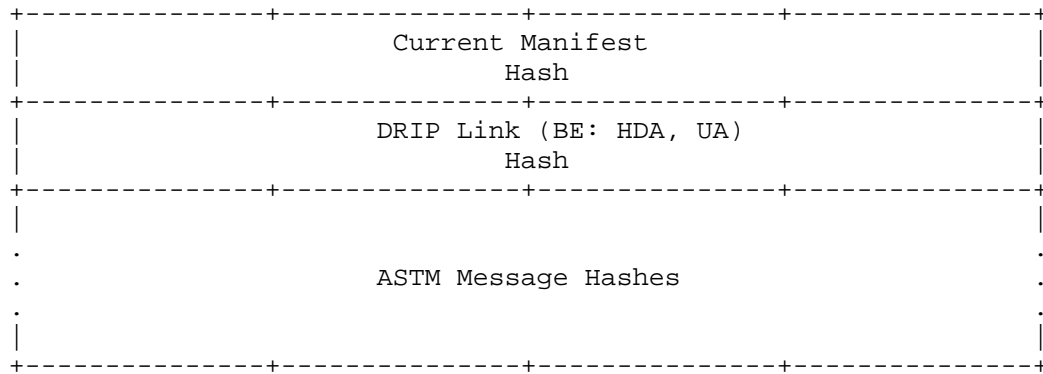 +---------------+---------------+---------------+---------------+
|                       Current Manifest                        |
|                             Hash                              |
+---------------+---------------+---------------+---------------+
|                     DRIP Link (BE: HDA, UA)                   |
|                             Hash                              |
+---------------+---------------+---------------+---------------+
|                                                               |
.                                                               .
.                     ASTM Message Hashes                       .
.                                                               .
|                                                               |
+---------------+---------------+---------------+---------------+